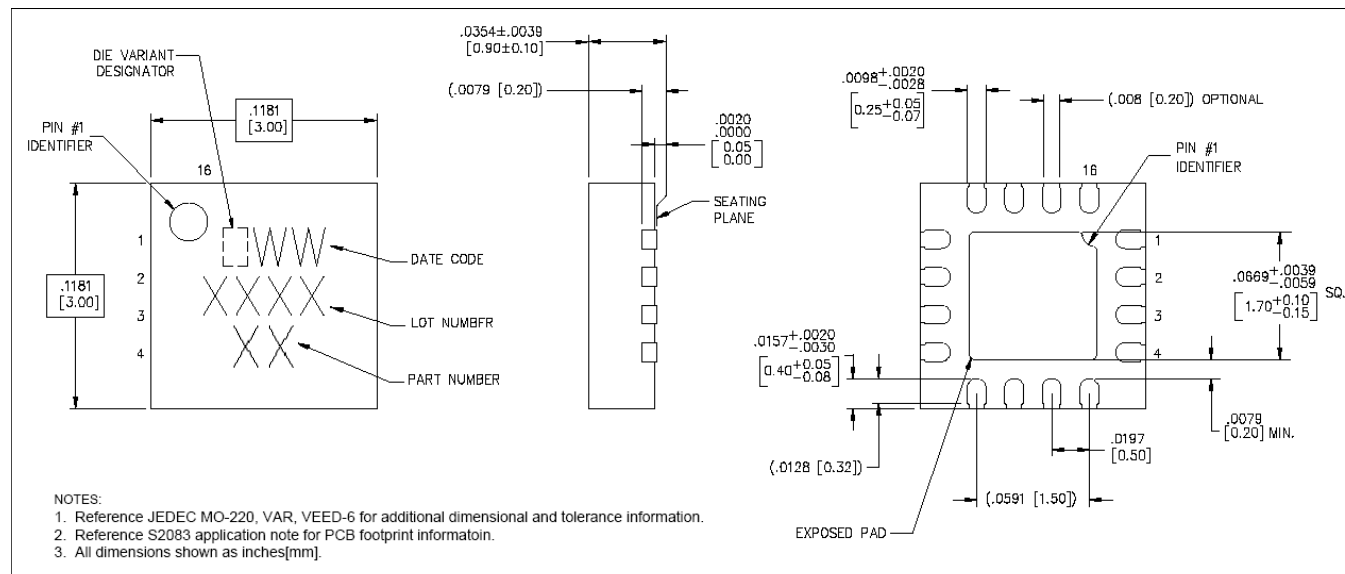 DIE VARIANT
DESIGNATOR
.1181
[3.00]
PIN #1
IDENTIFIER
16
1
2
3
4
.1181
[3.00]
DATE CODE
LOT NUMBFR
PART NUMBER
WW
XXXX
XX
.0354±.0039
[0.90±0.10]
(.0079 [0.20])
.0020
.0000
[0.05
0.00]
SEATING
PLANE
.0098+.0020
-.0028
[0.25+0.05
-0.07]
(.008 [0.20]) OPTIONAL
PIN #1
IDENTIFIER
16
1
2
3
4
.0669+.0039
-.0059
[1.70+0.10
-0.15] SQ.
.0157+.0020
-.0030
[0.40+0.05
-0.08]
(.0128 [0.32])
.0079
[0.20] MIN.
.0197
[0.50]
(.0591 [1.50])
EXPOSED PAD
NOTES:
1. Reference JEDEC MO-220, VAR, VEED-6 for additional dimensional and tolerance information.
2. Reference S2083 application note for PCB footprint informatoin.
3. All dimensions shown as inches[mm].